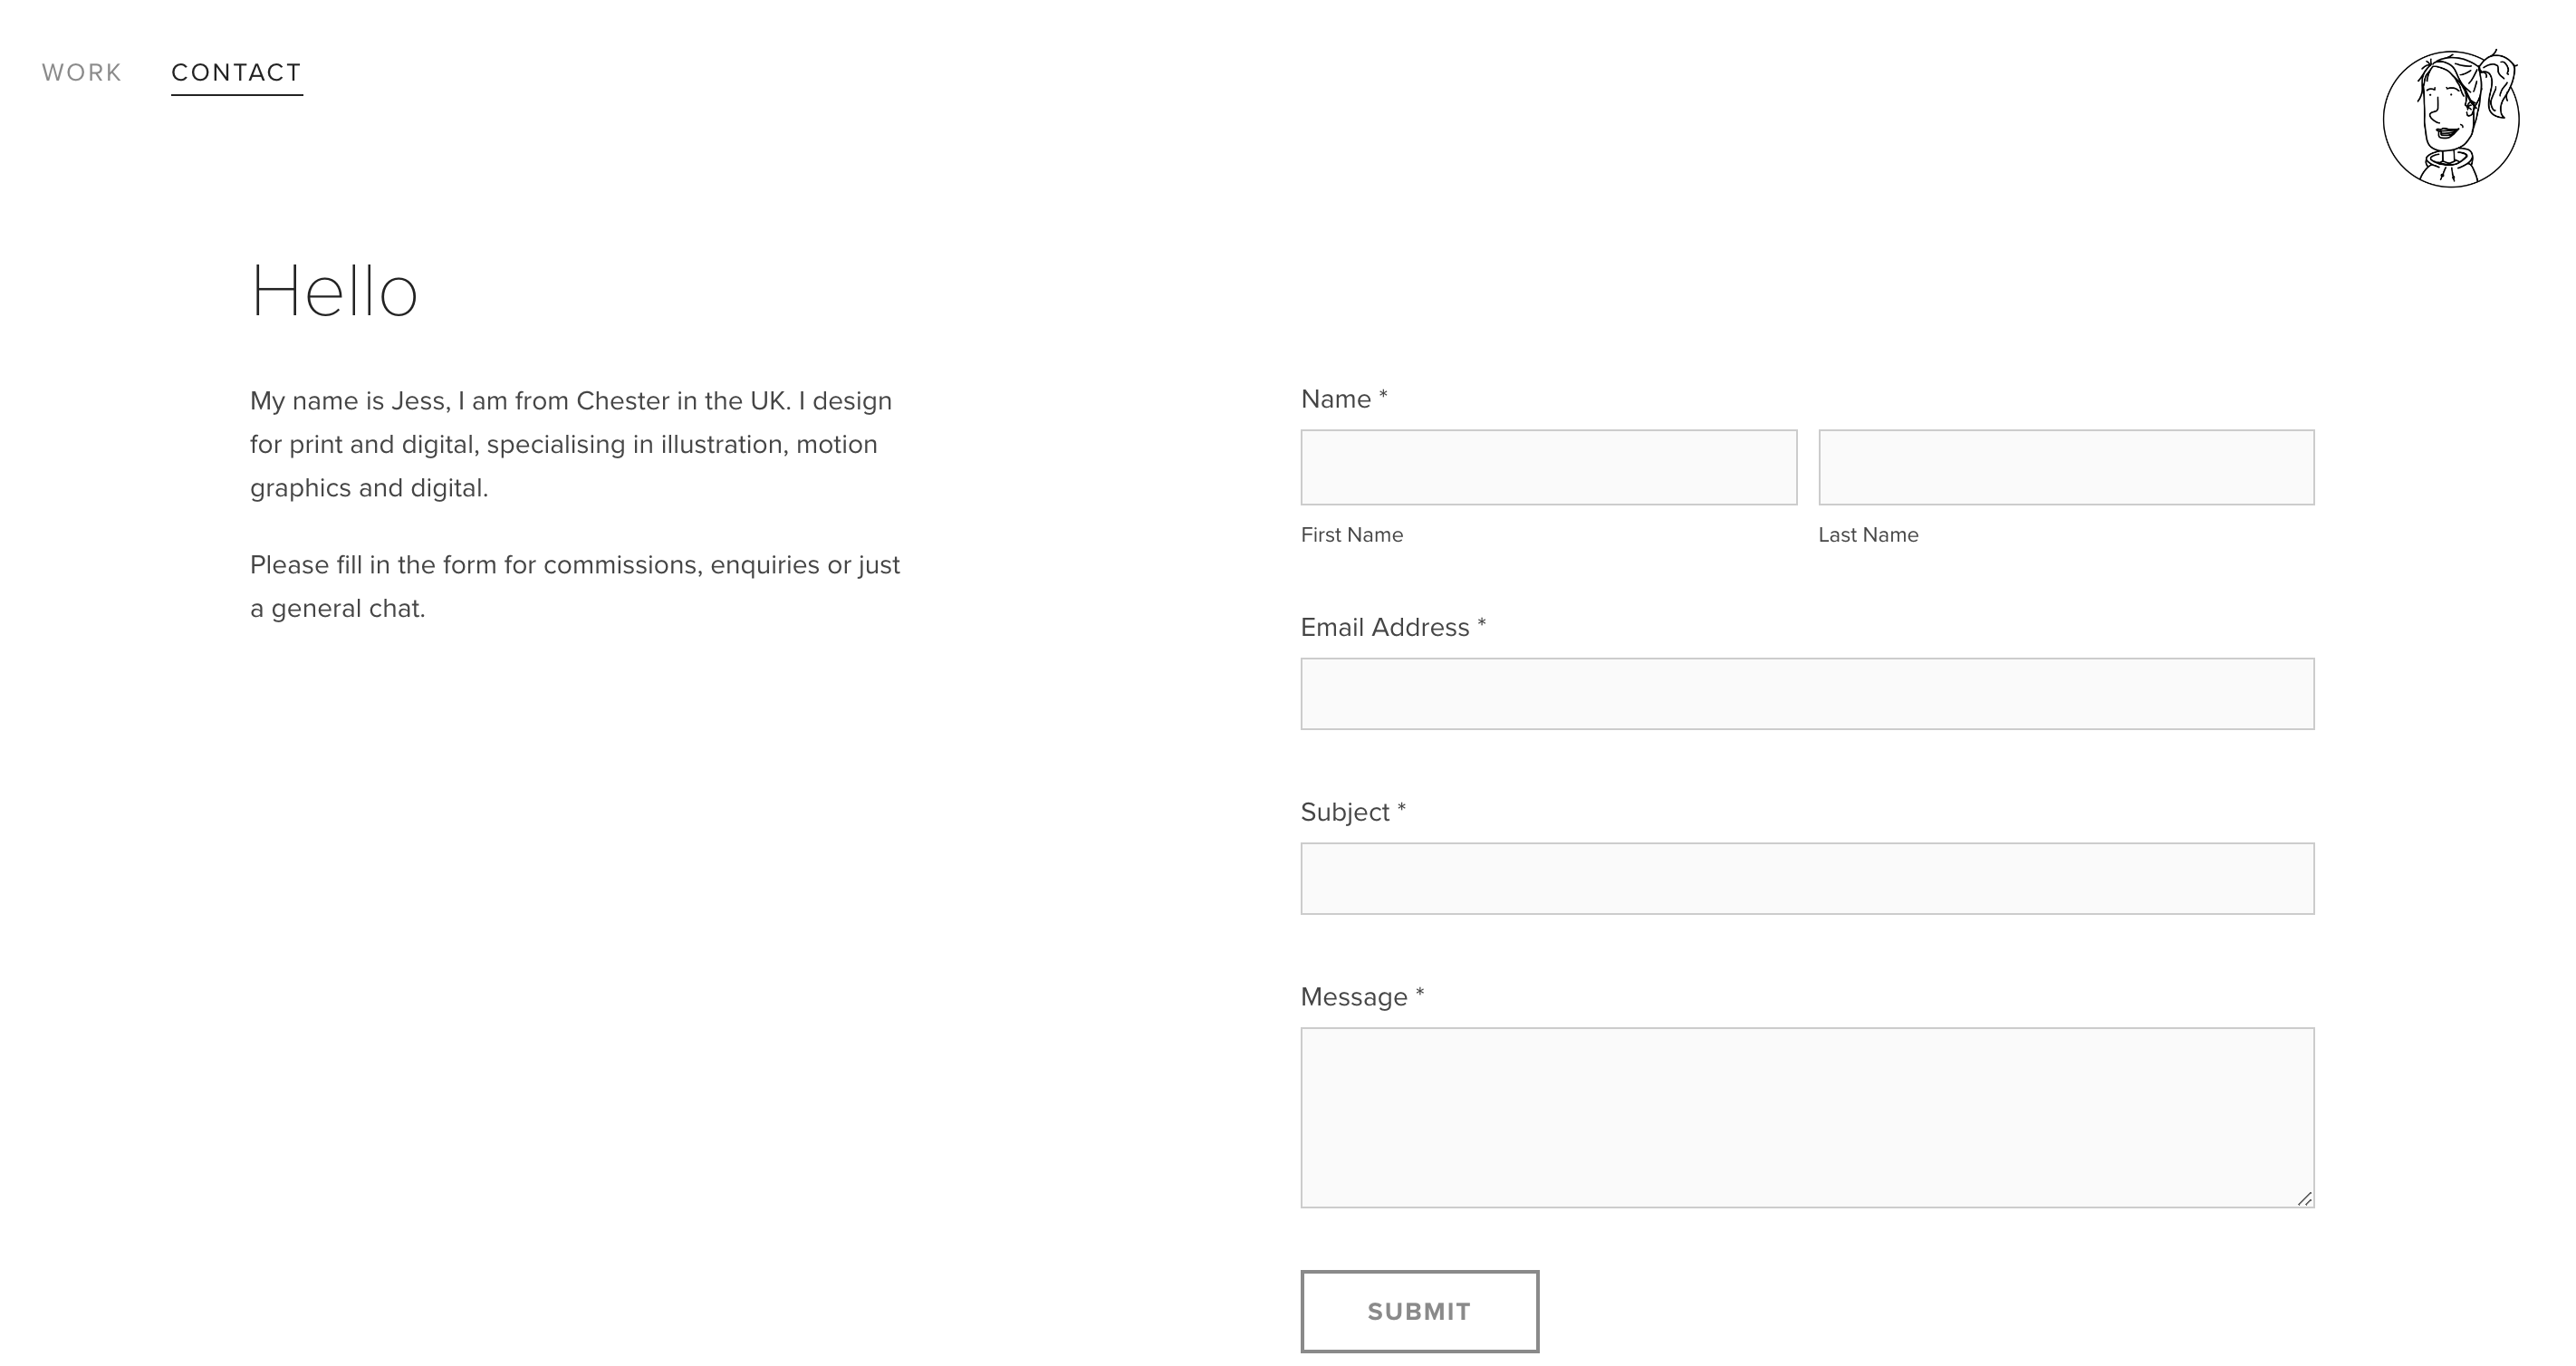 WORK CONTACT
Hello
My name is Jess, I am from Chester in the UK. I design
for print and digital, specialising in illustration, motion
graphics and digital.
Please fill in the form for commissions, enquiries or just
a general chat.
Name *
First Name Last Name
Email Address *
Subject *
Message *
SUBMIT